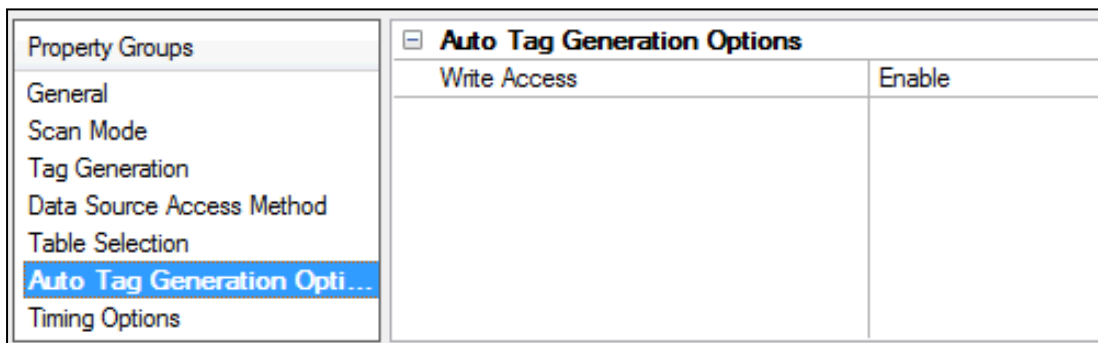 Property Groups
General
Scan Mode
Tag Generation
Data Source Access Method
Table Selection
Auto Tag Generation Opti...
Timing Options
Auto Tag Generation Options
Write Access Enable